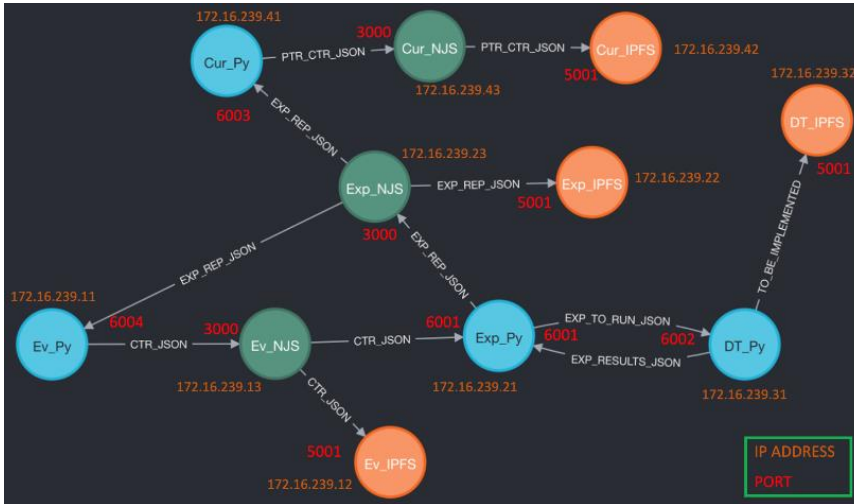 172.16.239.41
3000
Cur_Py
PTR_CTR_JSON
Cur_NJS
PTR_CTR_JSON
Cur_IPFS
172.16.239.42
5001
172.16.239.43
6003
EXP_REP_JSON
172.16.239.32
DT_IPFS
5001
172.16.239.23
Exp_NJS
EXP_REP_JSON
Exp_IPFS
172.16.239.22
5001
3000
EXP_REP_JSON
EXP_REP_JSON
TO_BE_IMPLEMENTED
172.16.239.11
6004
Ev_Py
CTR_JSON
3000
Ev_NJS
172.16.239.13
CTR_JSON
6001
Exp_Py
6001
172.16.239.21
EXP_TO_RUN_JSON
EXP_RESULTS_JSON
6002
DT_Py
172.16.239.31
CTR_JSON
5001
Ev_IPFS
172.16.239.12
IP ADDRESS
PORT